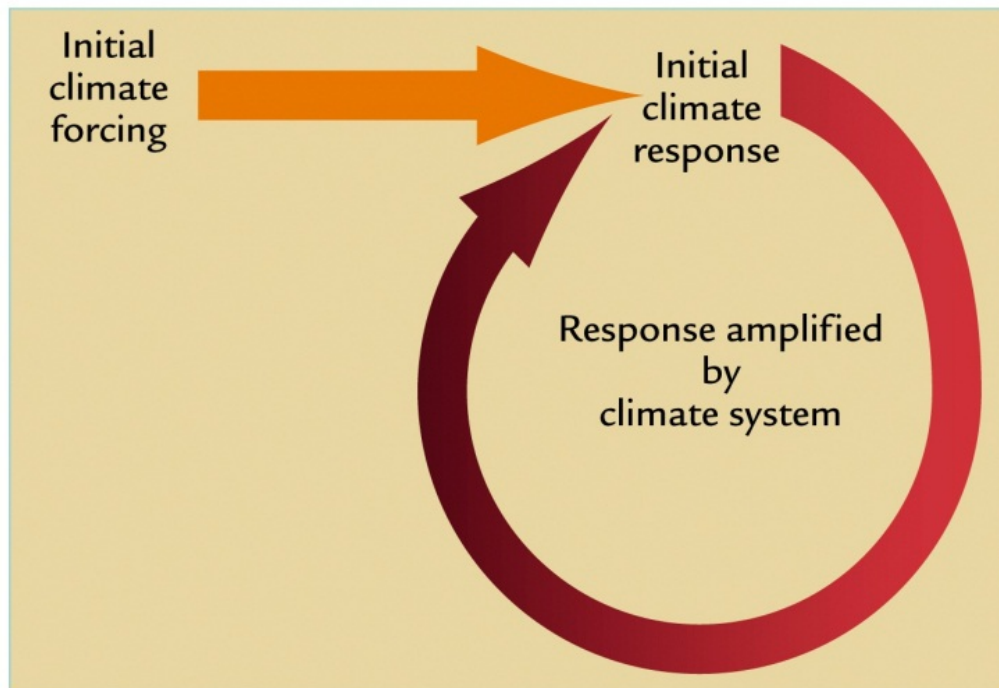 Initial
climate
forcing
Initial
climate
response
Response amplified
by
climate system